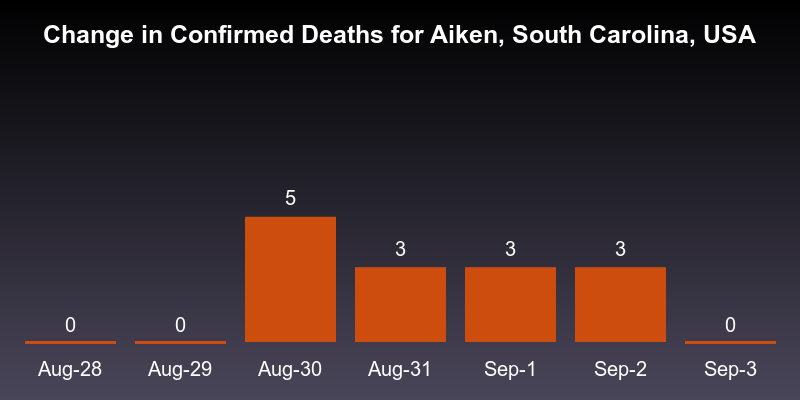 Change in Confirmed Deaths for Aiken, South Carolina, USA
5
3 3 3
0 0 0
Aug-28 Aug-29 Aug-30 Aug-31 Sep-1 Sep-2 Sep-3